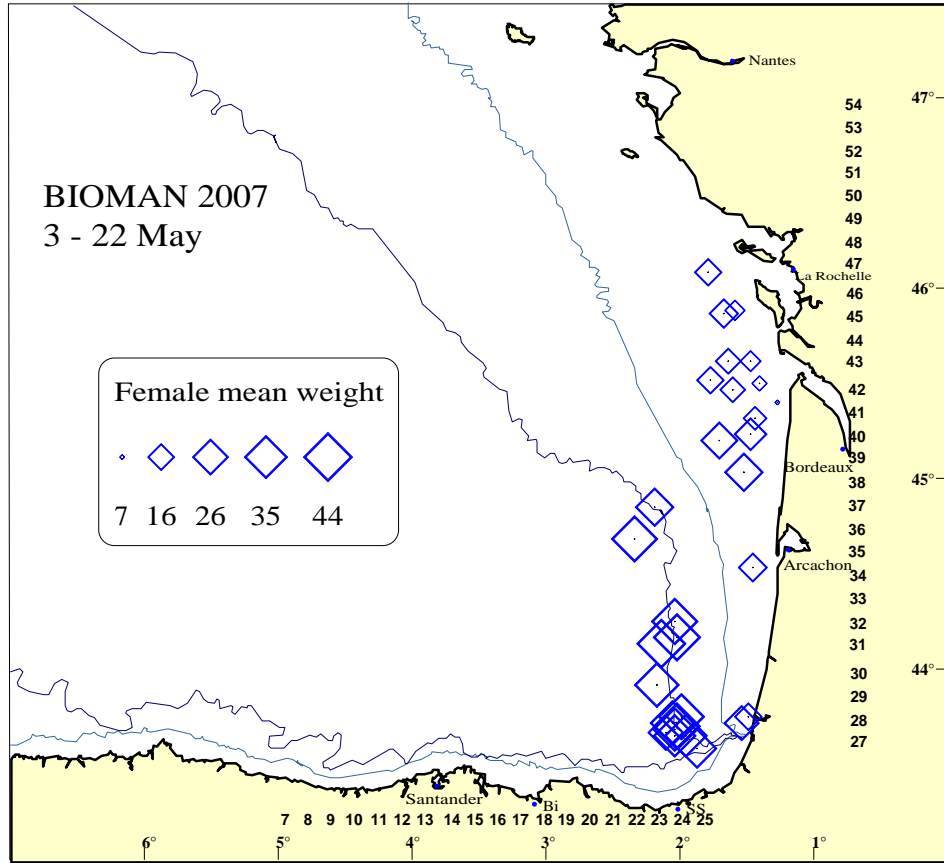 Nantes
47°
54
53
52
51
50
49
48
47
46
45
44
43
42
41
40
39
38
37
36
35
34
33
32
31
30
29
28
27
BIOMAN 2007
3 - 22 May
La Rochelle
46°
Female mean weight
7 16 26 35 44
Bordeaux
45°
Arcachon
44°
Santander
Bi
SS
7 8 9 10 11 12 13 14 15 16 17 18 19 20 21 22 23 24 25
6° 5° 4° 3° 2° 1°